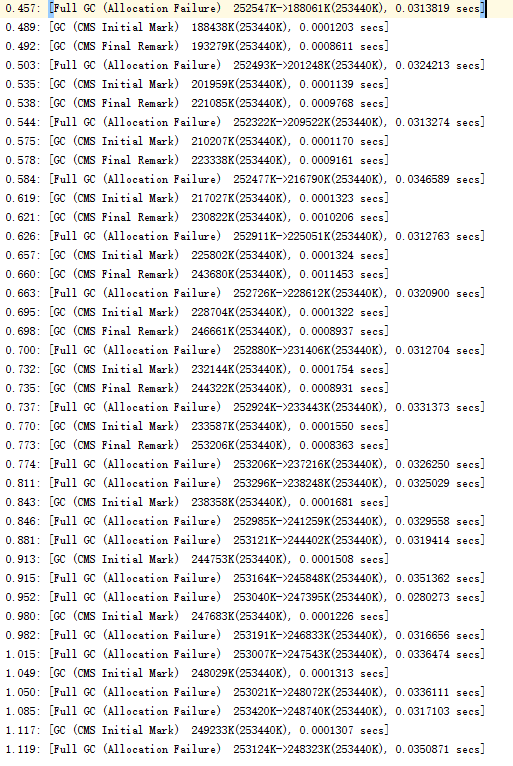 0.457: [Full GC (Allocation Failure)  252547K->188061K(253440K), 0.0313819 secs]
0.489: [GC (CMS Initial Mark)  188438K(253440K), 0.0001203 secs]
0.492: [GC (CMS Final Remark)  193279K(253440K), 0.0008611 secs]
0.503: [Full GC (Allocation Failure)  252493K->201248K(253440K), 0.0324213 secs]
0.535: [GC (CMS Initial Mark)  201959K(253440K), 0.0001139 secs]
0.538: [GC (CMS Final Remark)  221085K(253440K), 0.0009768 secs]
0.544: [Full GC (Allocation Failure)  252322K->209522K(253440K), 0.0313274 secs]
0.575: [GC (CMS Initial Mark)  210207K(253440K), 0.0001170 secs]
0.578: [GC (CMS Final Remark)  223338K(253440K), 0.0009161 secs]
0.584: [Full GC (Allocation Failure)  252477K->216790K(253440K), 0.0346589 secs]
0.619: [GC (CMS Initial Mark)  217027K(253440K), 0.0001323 secs]
0.621: [GC (CMS Final Remark)  230822K(253440K), 0.0010206 secs]
0.626: [Full GC (Allocation Failure)  252911K->225051K(253440K), 0.0312763 secs]
0.657: [GC (CMS Initial Mark)  225802K(253440K), 0.0001324 secs]
0.660: [GC (CMS Final Remark)  243680K(253440K), 0.0011453 secs]
0.663: [Full GC (Allocation Failure)  252726K->228612K(253440K), 0.0320900 secs]
0.695: [GC (CMS Initial Mark)  228704K(253440K), 0.0001322 secs]
0.698: [GC (CMS Final Remark)  246661K(253440K), 0.0008937 secs]
0.700: [Full GC (Allocation Failure)  252880K->231406K(253440K), 0.0312704 secs]
0.732: [GC (CMS Initial Mark)  232144K(253440K), 0.0001754 secs]
0.735: [GC (CMS Final Remark)  244322K(253440K), 0.0008931 secs]
0.737: [Full GC (Allocation Failure)  252924K->233443K(253440K), 0.0331373 secs]
0.770: [GC (CMS Initial Mark)  233587K(253440K), 0.0001550 secs]
0.773: [GC (CMS Final Remark)  253206K(253440K), 0.0008363 secs]
0.774: [Full GC (Allocation Failure)  253206K->237216K(253440K), 0.0326250 secs]
0.811: [Full GC (Allocation Failure)  253296K->238248K(253440K), 0.0325029 secs]
0.843: [GC (CMS Initial Mark)  238358K(253440K), 0.0001681 secs]
0.846: [Full GC (Allocation Failure)  252985K->241259K(253440K), 0.0329558 secs]
0.881: [Full GC (Allocation Failure)  253121K->244402K(253440K), 0.0319414 secs]
0.913: [GC (CMS Initial Mark)  244753K(253440K), 0.0001508 secs]
0.915: [Full GC (Allocation Failure)  253164K->245848K(253440K), 0.0351362 secs]
0.952: [Full GC (Allocation Failure)  253040K->247395K(253440K), 0.0280273 secs]
0.980: [GC (CMS Initial Mark)  247683K(253440K), 0.0001226 secs]
0.982: [Full GC (Allocation Failure)  253191K->246833K(253440K), 0.0316656 secs]
1.015: [Full GC (Allocation Failure)  253007K->247543K(253440K), 0.0336474 secs]
1.049: [GC (CMS Initial Mark)  248029K(253440K), 0.0001313 secs]
1.050: [Full GC (Allocation Failure)  253021K->248072K(253440K), 0.0336111 secs]
1.085: [Full GC (Allocation Failure)  253420K->248740K(253440K), 0.0317103 secs]
1.117: [GC (CMS Initial Mark)  249233K(253440K), 0.0001307 secs]
1.119: [Full GC (Allocation Failure)  253124K->248323K(253440K), 0.0350871 secs]